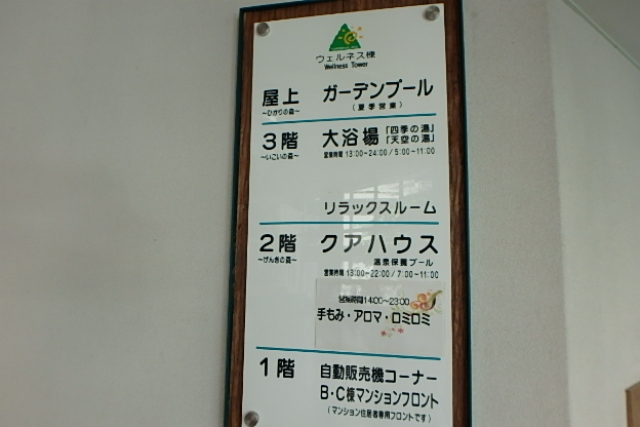 ウェルネス棟
Wellness Tower
屋上 ガーデンプール
～ひかりの森～ （夏季営業）
3階 大浴場 「四季の湯」
「天空の湯」
～いこいの森～ 営業時間 13:00～24:00 / 5:00～11:00
リラックスルーム
2階 クアハウス
～げんきの森～ 温泉保養プール
営業時間 13:00～22:00 / 7:00～11:00
営業時間14:00～23:00
手もみ・アロマ・ロミロミ
1階 自動販売機コーナー
B・C棟マンションフロント
（マンション住居者専用フロントです）